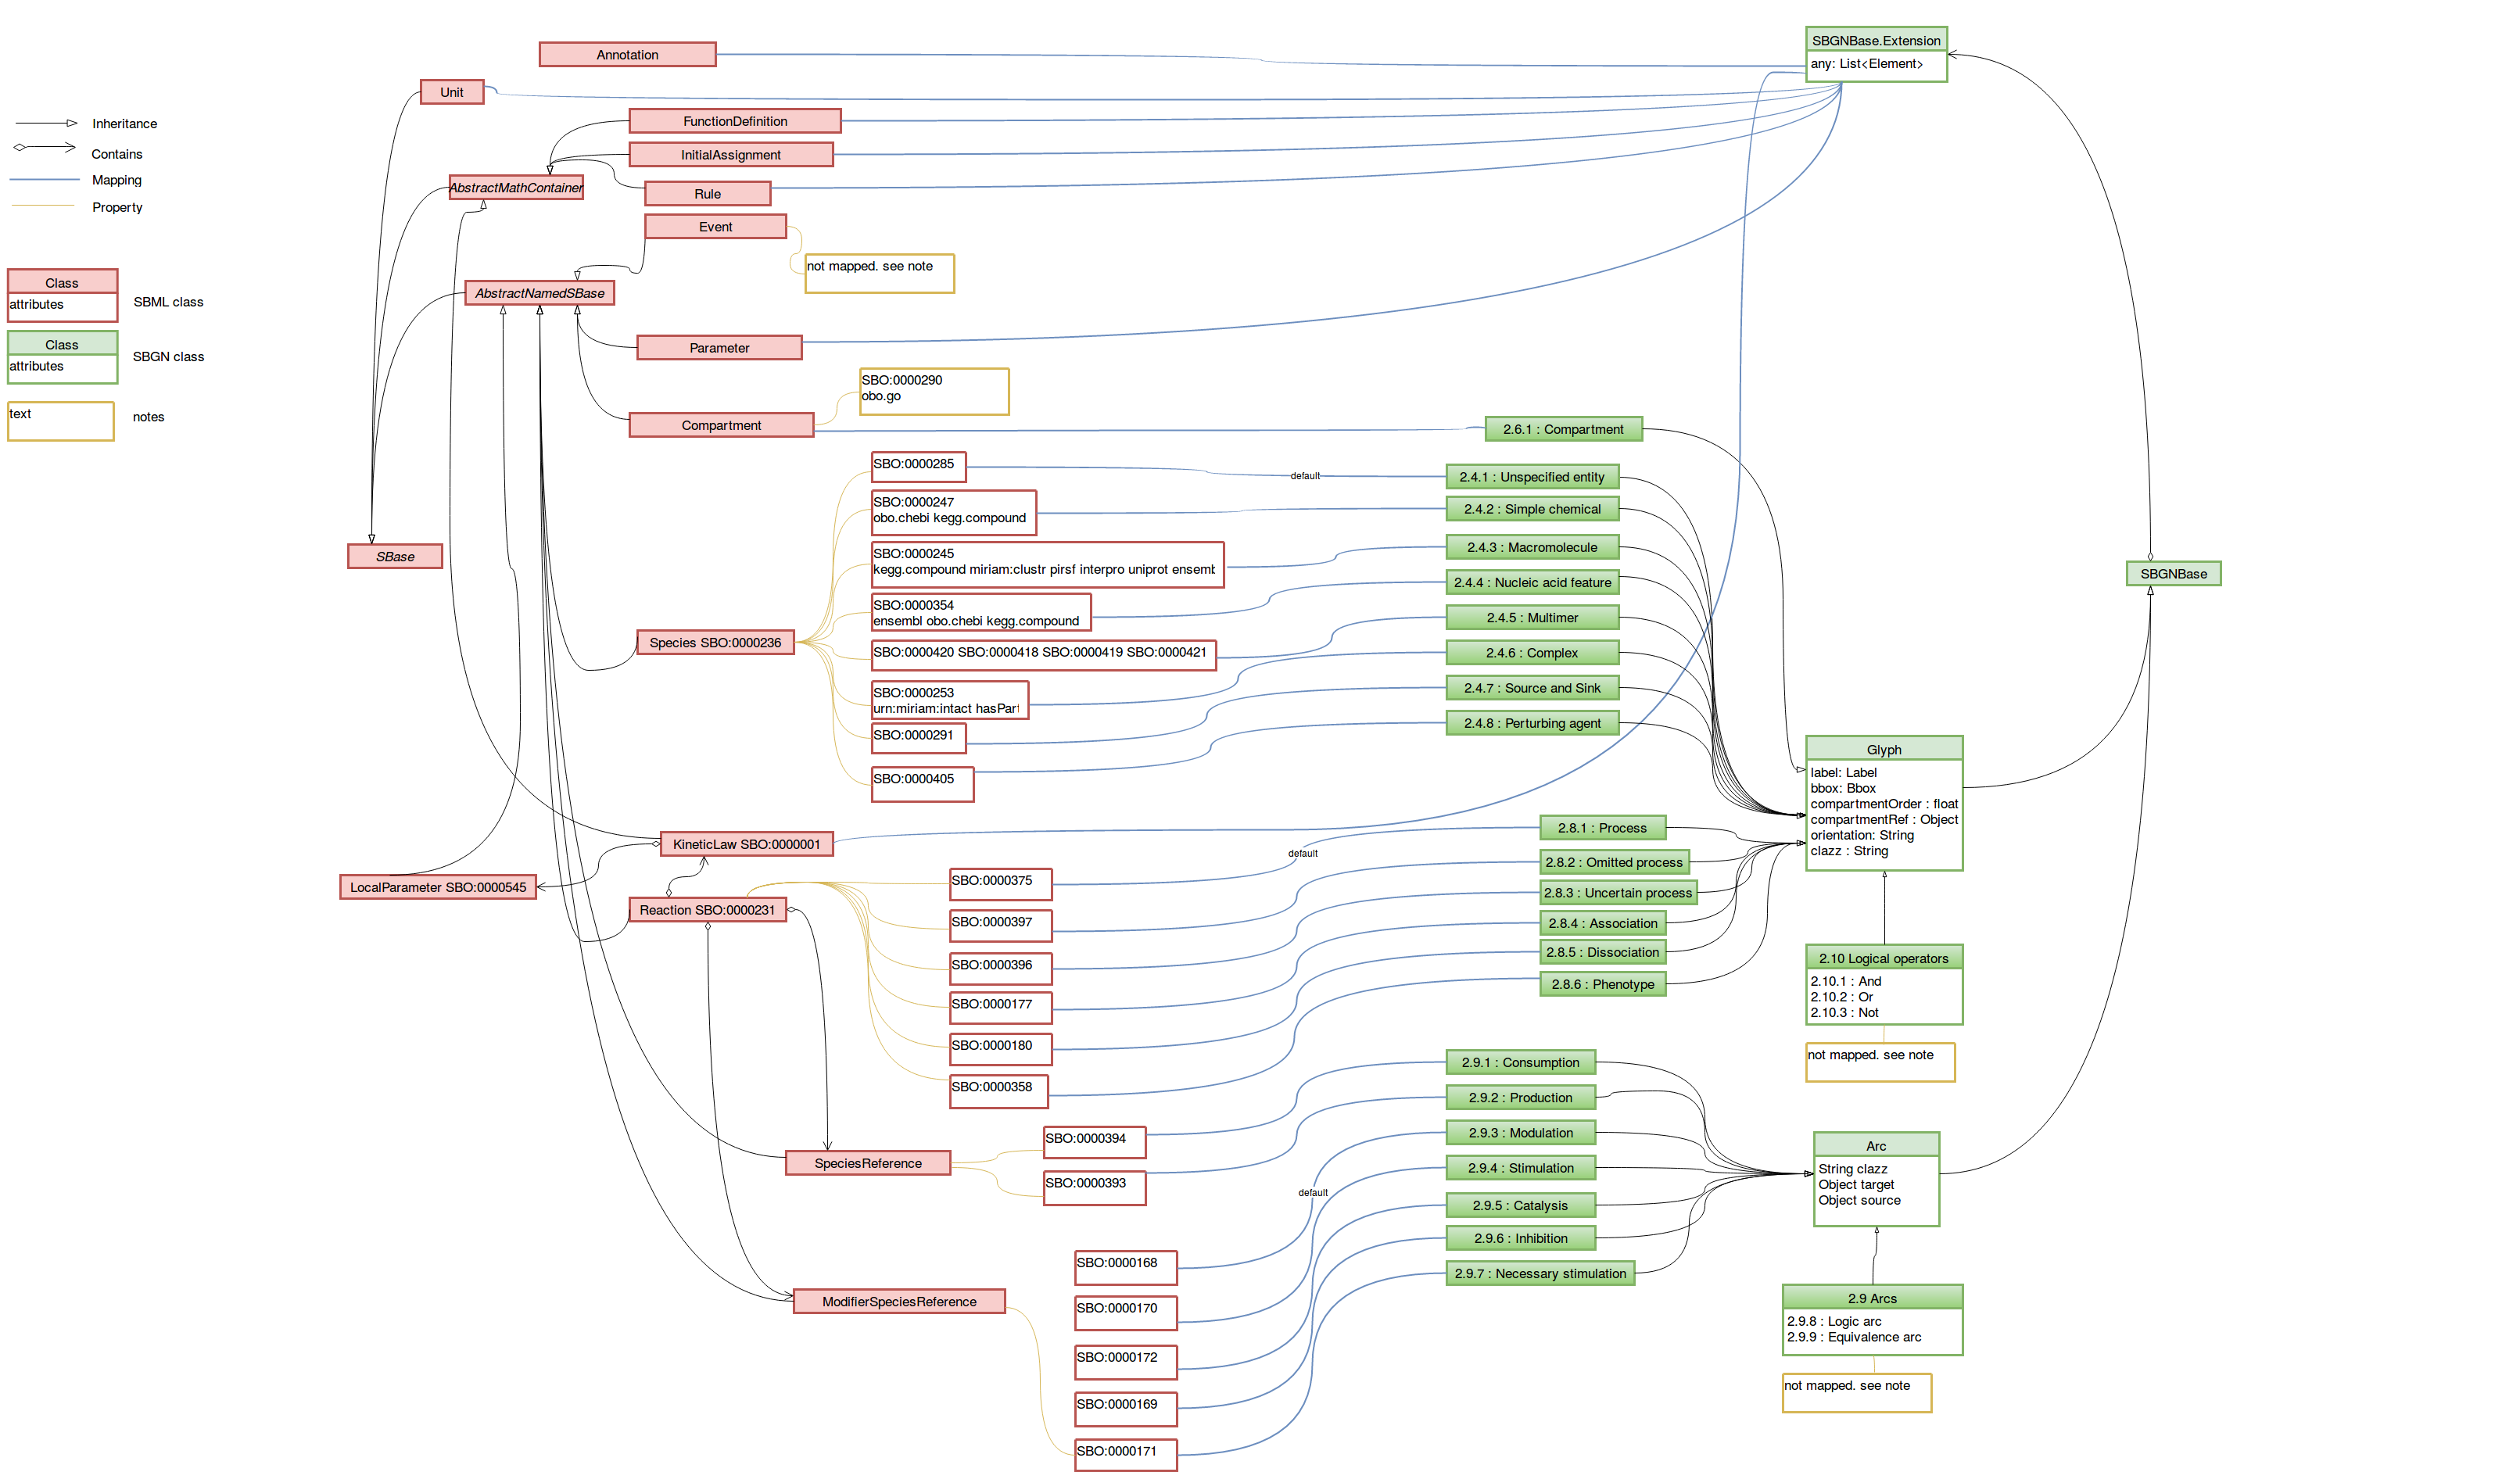 Annotation
SBGNBase.Extension
any: List<Element>
Unit
FunctionDefinition
InitialAssignment
AbstractMathContainer
Rule
Event
not mapped. see note
AbstractNamedSBase
Parameter
SBO:0000290
obo.go
Compartment
2.6.1 : Compartment
Inheritance
Contains
Mapping
Property
Class
attributes
SBML class
Class
attributes
SBGN class
text
notes
SBase
SBO:0000285
default
2.4.1 : Unspecified entity
SBO:0000247
obo.chebi kegg.compound
2.4.2 : Simple chemical
SBO:0000245
kegg.compound miriam:clustr pirsf interpro uniprot
2.4.3 : Macromolecule
SBO:0000354
ensembl obo.chebi kegg.compound
2.4.4 : Nucleic acid feature
Species SBO:0000236
SBO:0000420 SBO:0000418 SBO:0000419 SBO:0000421
2.4.5 : Multimer
SBO:0000253
urn:miriam:intact hasPart
2.4.6 : Complex
SBO:0000291
2.4.7 : Source and Sink
SBO:0000405
2.4.8 : Perturbing agent
SBGNBase
Glyph
label: Label
bbox: Bbox
compartmentOrder : float
compartmentRef : Object
orientation: String
clazz : String
KineticLaw SBO:0000001
LocalParameter SBO:0000545
Reaction SBO:0000231
SBO:0000375
default
2.8.1 : Process
SBO:0000397
2.8.2 : Omitted process
SBO:0000396
2.8.3 : Uncertain process
SBO:0000177
2.8.4 : Association
SBO:0000180
2.8.5 : Dissociation
SBO:0000358
2.8.6 : Phenotype
2.10 Logical operators
2.10.1 : And
2.10.2 : Or
2.10.3 : Not
not mapped. see note
SpeciesReference
SBO:0000394
2.9.1 : Consumption
SBO:0000393
2.9.2 : Production
ModifierSpeciesReference
SBO:0000168
default
2.9.3 : Modulation
SBO:0000170
2.9.4 : Stimulation
SBO:0000172
2.9.5 : Catalysis
SBO:0000169
2.9.6 : Inhibition
SBO:0000171
2.9.7 : Necessary stimulation
Arc
String clazz
Object target
Object source
2.9 Arcs
2.9.8 : Logic arc
2.9.9 : Equivalence arc
not mapped. see note